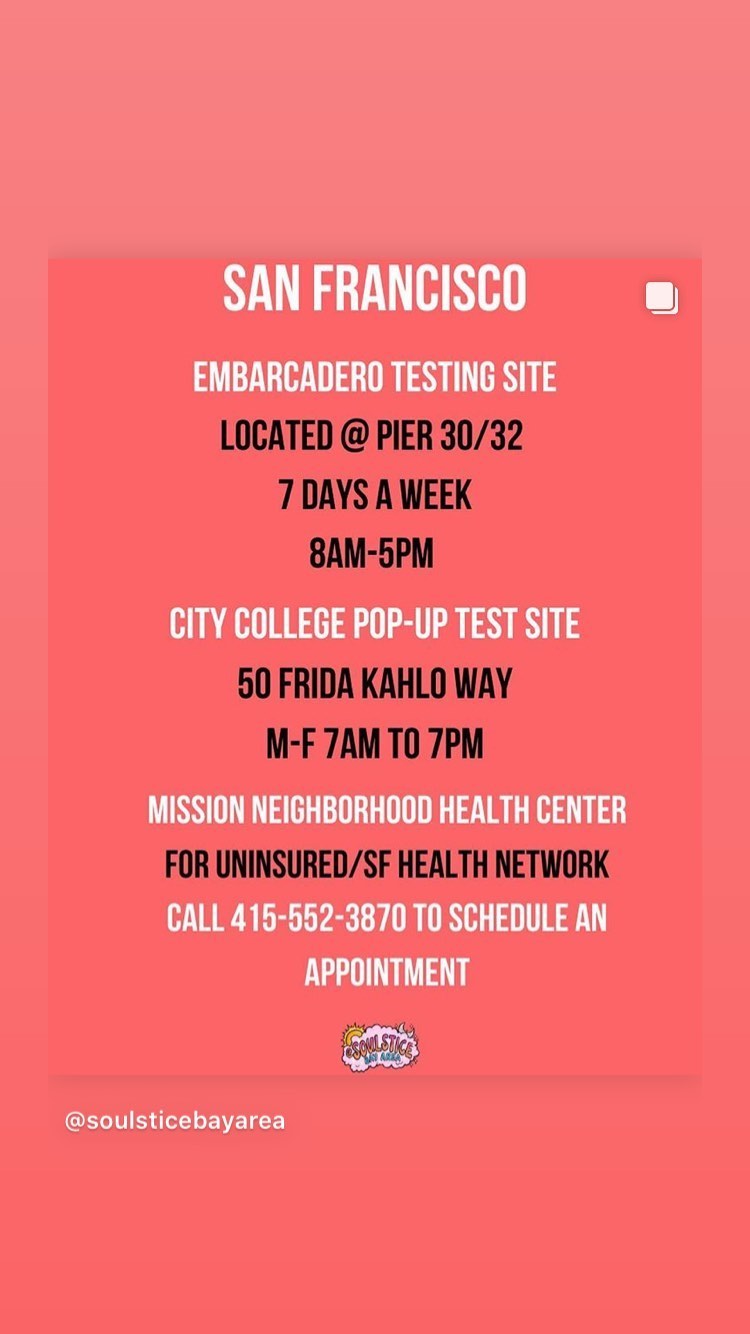 SAN FRANCISCO
EMBARCADERO TESTING SITE
LOCATED @ PIER 30/32
7 DAYS A WEEK
8AM-5PM
CITY COLLEGE POP-UP TEST SITE
50 FRIDA KAHLO WAY
M-F 7AM TO 7PM
MISSION NEIGHBORHOOD HEALTH CENTER
FOR UNINSURED/SF HEALTH NETWORK
CALL 415-552-3870 TO SCHEDULE AN
APPOINTMENT
@SOULSTICE
BAY AREA
@soulsticebayarea